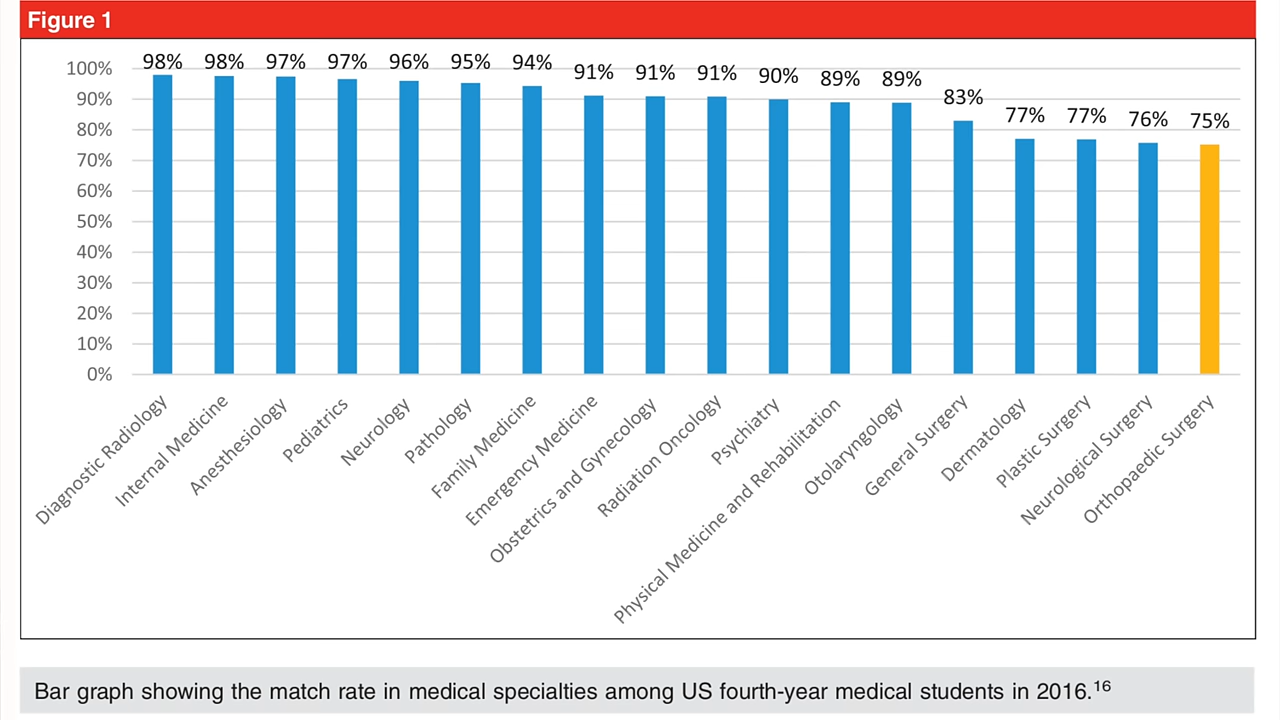 Figure 1
98% 98% 97% 97% 96% 95% 94% 91% 91% 91% 90% 89% 89% 83% 77% 77% 76% 75%
100%
90%
80%
70%
60%
50%
40%
30%
20%
10%
0%
Diagnostic Radiology
Internal Medicine
Anesthesiology
Pediatrics
Neurology
Pathology
Family Medicine
Emergency Medicine
Obstetrics and Gynecology
Radiation Oncology
Psychiatry
Physical Medicine and Rehabilitation
Otolaryngology
General Surgery
Dermatology
Plastic Surgery
Neurological Surgery
Orthopaedic Surgery
Bar graph showing the match rate in medical specialties among US fourth-year medical students in 2016.16